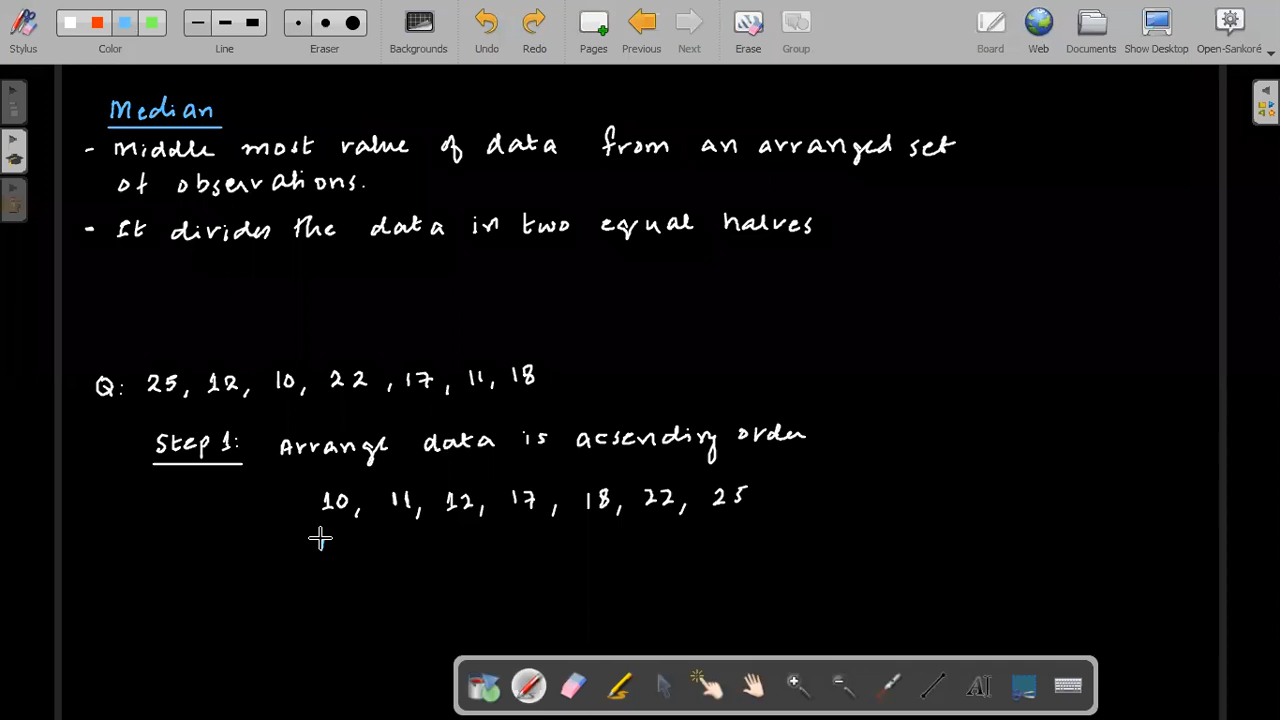 Stylus Color Line Eraser Backgrounds Undo Redo Pages Previous Next Erase Group Board Web Documents Show Desktop Open-Sankoré
Median
- Middle most value of data from an arranged set
of observations.
- It divides the data in two equal halves
Q: 25, 12, 10, 22, 17, 11, 18
Step 1: Arrange data is acsending order
10, 11, 12, 17, 18, 22, 25